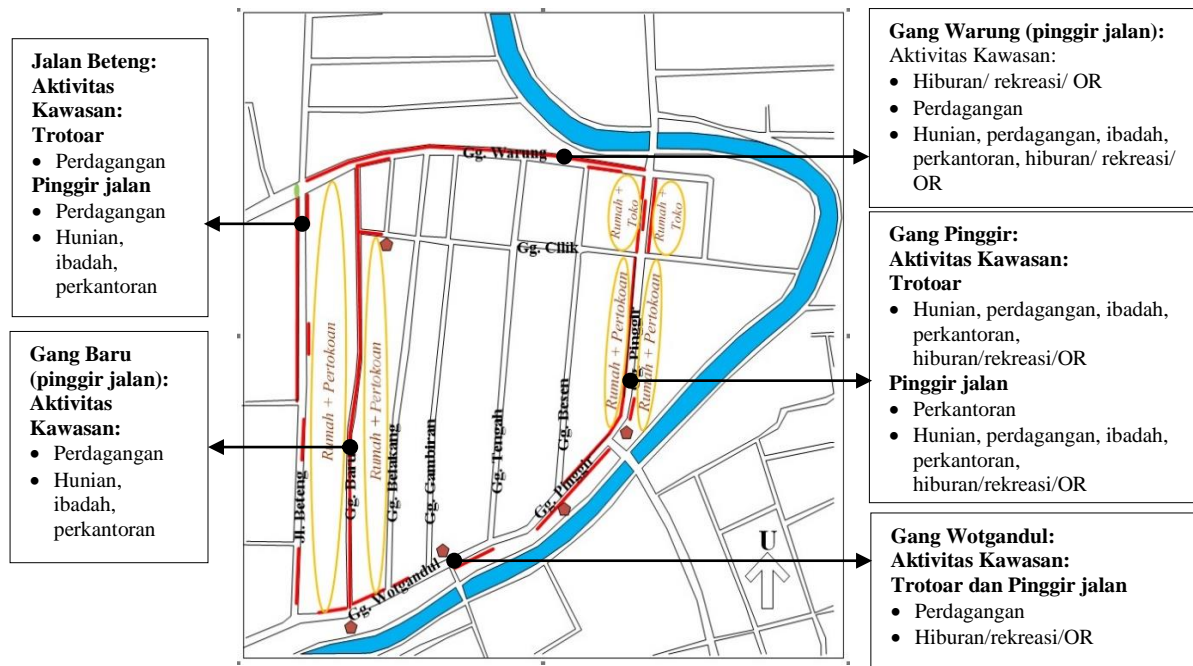 Jalan Beteng:
Aktivitas
Kawasan:
Trotoar
• Perdagangan
Pinggir jalan
• Perdagangan
• Hunian,
ibadah,
perkantoran
Gang Baru
(pinggir jalan):
Aktivitas
Kawasan:
• Perdagangan
• Hunian,
ibadah,
perkantoran
Gg. Warung
Rumah +
Toko
Rumah +
Toko
Gg. Cilik
Rumah + Pertokoan
Rumah + Pertokoan
Rumah + Pertokoan
Gg. Pinggir
Rumah + Pertokoan
Jl. Beteng
Gg. Baru
Gg. Belakang
Gg. Gambiran
Gg. Tengah
Gg. Besen
Gg. Pinggir
Gg. Wotgandul
U
Gang Warung (pinggir jalan):
Aktivitas Kawasan:
• Hiburan/ rekreasi/ OR
• Perdagangan
• Hunian, perdagangan, ibadah,
perkantoran, hiburan/ rekreasi/
OR
Gang Pinggir:
Aktivitas Kawasan:
Trotoar
• Hunian, perdagangan, ibadah,
perkantoran,
hiburan/rekreasi/OR
Pinggir jalan
• Perkantoran
• Hunian, perdagangan, ibadah,
perkantoran,
hiburan/rekreasi/OR
Gang Wotgandul:
Aktivitas Kawasan:
Trotoar dan Pinggir jalan
• Perdagangan
• Hiburan/rekreasi/OR